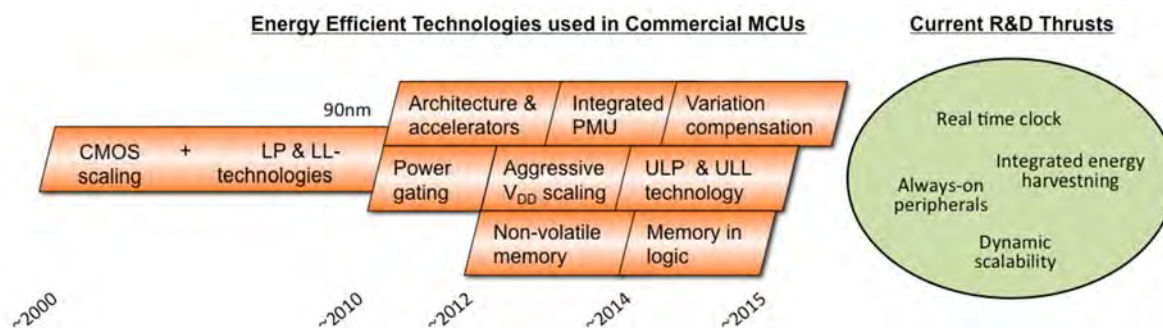 Energy Efficient Technologies used in Commercial MCUs
Current R&D Thrusts
90nm
Architecture &
accelerators
Integrated
PMU
Variation
compensation
CMOS + LP & LL-
scaling technologies
Power
gating
Aggressive
VDD scaling
ULP & ULL
technology
Non-volatile
memory
Memory in
logic
Real time clock
Integrated energy
harvestning
Always-on
peripherals
Dynamic
scalability
~2000
~2010
~2012
~2014
~2015